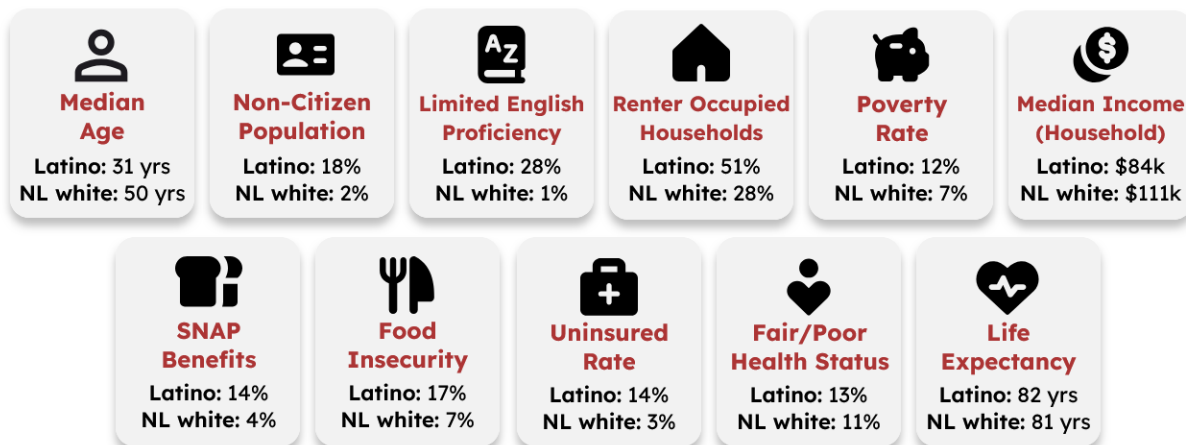 A Z
$
Median
Age
Latino: 31 yrs
NL white: 50 yrs
Non-Citizen
Population
Latino: 18%
NL white: 2%
Limited English
Proficiency
Latino: 28%
NL white: 1%
Renter Occupied
Households
Latino: 51%
NL white: 28%
Poverty
Rate
Latino: 12%
NL white: 7%
Median Income
(Household)
Latino: $84k
NL white: $111k
SNAP
Benefits
Latino: 14%
NL white: 4%
Food
Insecurity
Latino: 17%
NL white: 7%
Uninsured
Rate
Latino: 14%
NL white: 3%
Fair/Poor
Health Status
Latino: 13%
NL white: 11%
Life
Expectancy
Latino: 82 yrs
NL white: 81 yrs